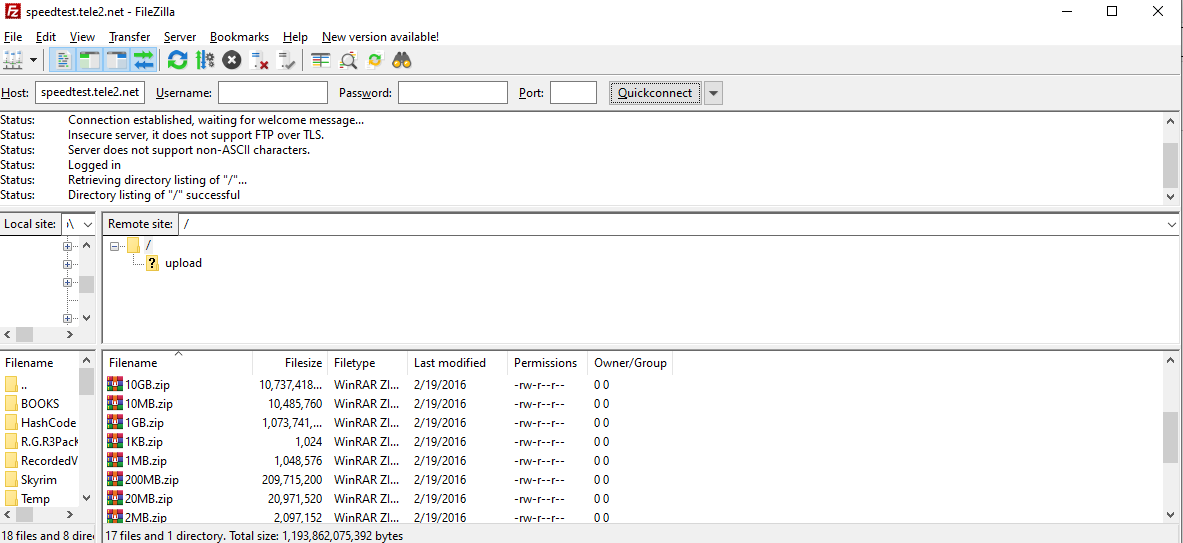 speedtest.tele2.net - FileZilla
File Edit View Transfer Server Bookmarks Help New version available!
Host: speedtest.tele2.net Username: Password: Port: Quickconnect
Status: Connection established, waiting for welcome message...
Status: Insecure server, it does not support FTP over TLS.
Status: Server does not support non-ASCII characters.
Status: Logged in
Status: Retrieving directory listing of "/"...
Status: Directory listing of "/" successful
Local site: \ Remote site: /
/
? upload
Filename Filename Filesize Filetype Last modified Permissions Owner/Group
.. 10GB.zip 10,737,418... WinRAR ZI... 2/19/2016 -rw-r--r-- 0 0
BOOKS 10MB.zip 10,485,760 WinRAR ZI... 2/19/2016 -rw-r--r-- 0 0
HashCode 1GB.zip 1,073,741,... WinRAR ZI... 2/19/2016 -rw-r--r-- 0 0
R.G.R3Pack 1KB.zip 1,024 WinRAR ZI... 2/19/2016 -rw-r--r-- 0 0
RecordedV 1MB.zip 1,048,576 WinRAR ZI... 2/19/2016 -rw-r--r-- 0 0
Skyrim 200MB.zip 209,715,200 WinRAR ZI... 2/19/2016 -rw-r--r-- 0 0
Temp 20MB.zip 20,971,520 WinRAR ZI... 2/19/2016 -rw-r--r-- 0 0
2MB.zip 2,097,152 WinRAR ZI... 2/19/2016 -rw-r--r-- 0 0
18 files and 8 direc 17 files and 1 directory. Total size: 1,193,862,075,392 bytes